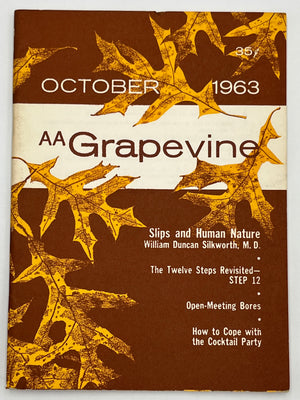 35¢
OCTOBER 1963
AA Grapevine
Slips and Human Nature
William Duncan Silkworth, M. D.
•
The Twelve Steps Revisited—
STEP 12
•
Open-Meeting Bores
•
How to Cope with
the Cocktail Party